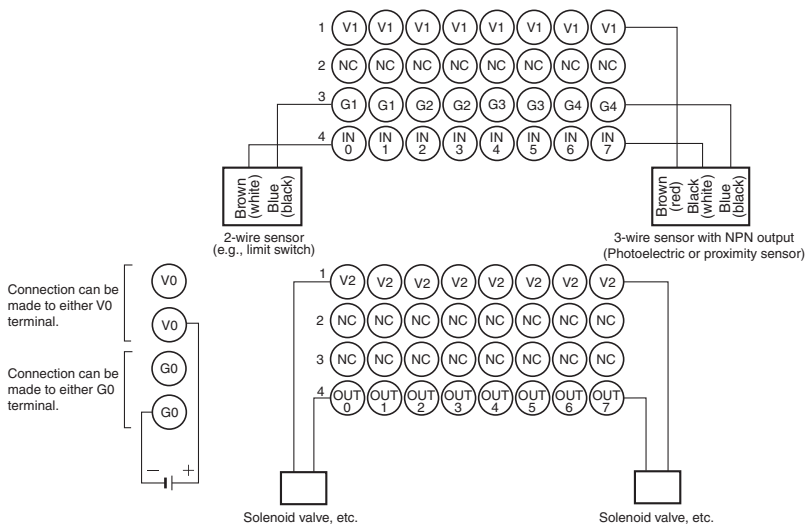 1 V1 V1 V1 V1 V1 V1 V1 V1
2 NC NC NC NC NC NC NC NC
3 G1 G1 G2 G2 G3 G3 G4 G4
4 IN 0 IN 1 IN 2 IN 3 IN 4 IN 5 IN 6 IN 7
Brown
(white)
Blue
(black)
2-wire sensor
(e.g., limit switch)
Brown
(red)
Black
(white)
Blue
(black)
3-wire sensor with NPN output
(Photoelectric or proximity sensor)
Connection can be
made to either V0
terminal.
V0
V0
Connection can be
made to either G0
terminal.
G0
G0
− +
1 V2 V2 V2 V2 V2 V2 V2 V2
2 NC NC NC NC NC NC NC NC
3 NC NC NC NC NC NC NC NC
4 OUT 0 OUT 1 OUT 2 OUT 3 OUT 4 OUT 5 OUT 6 OUT 7
Solenoid valve, etc.
Solenoid valve, etc.